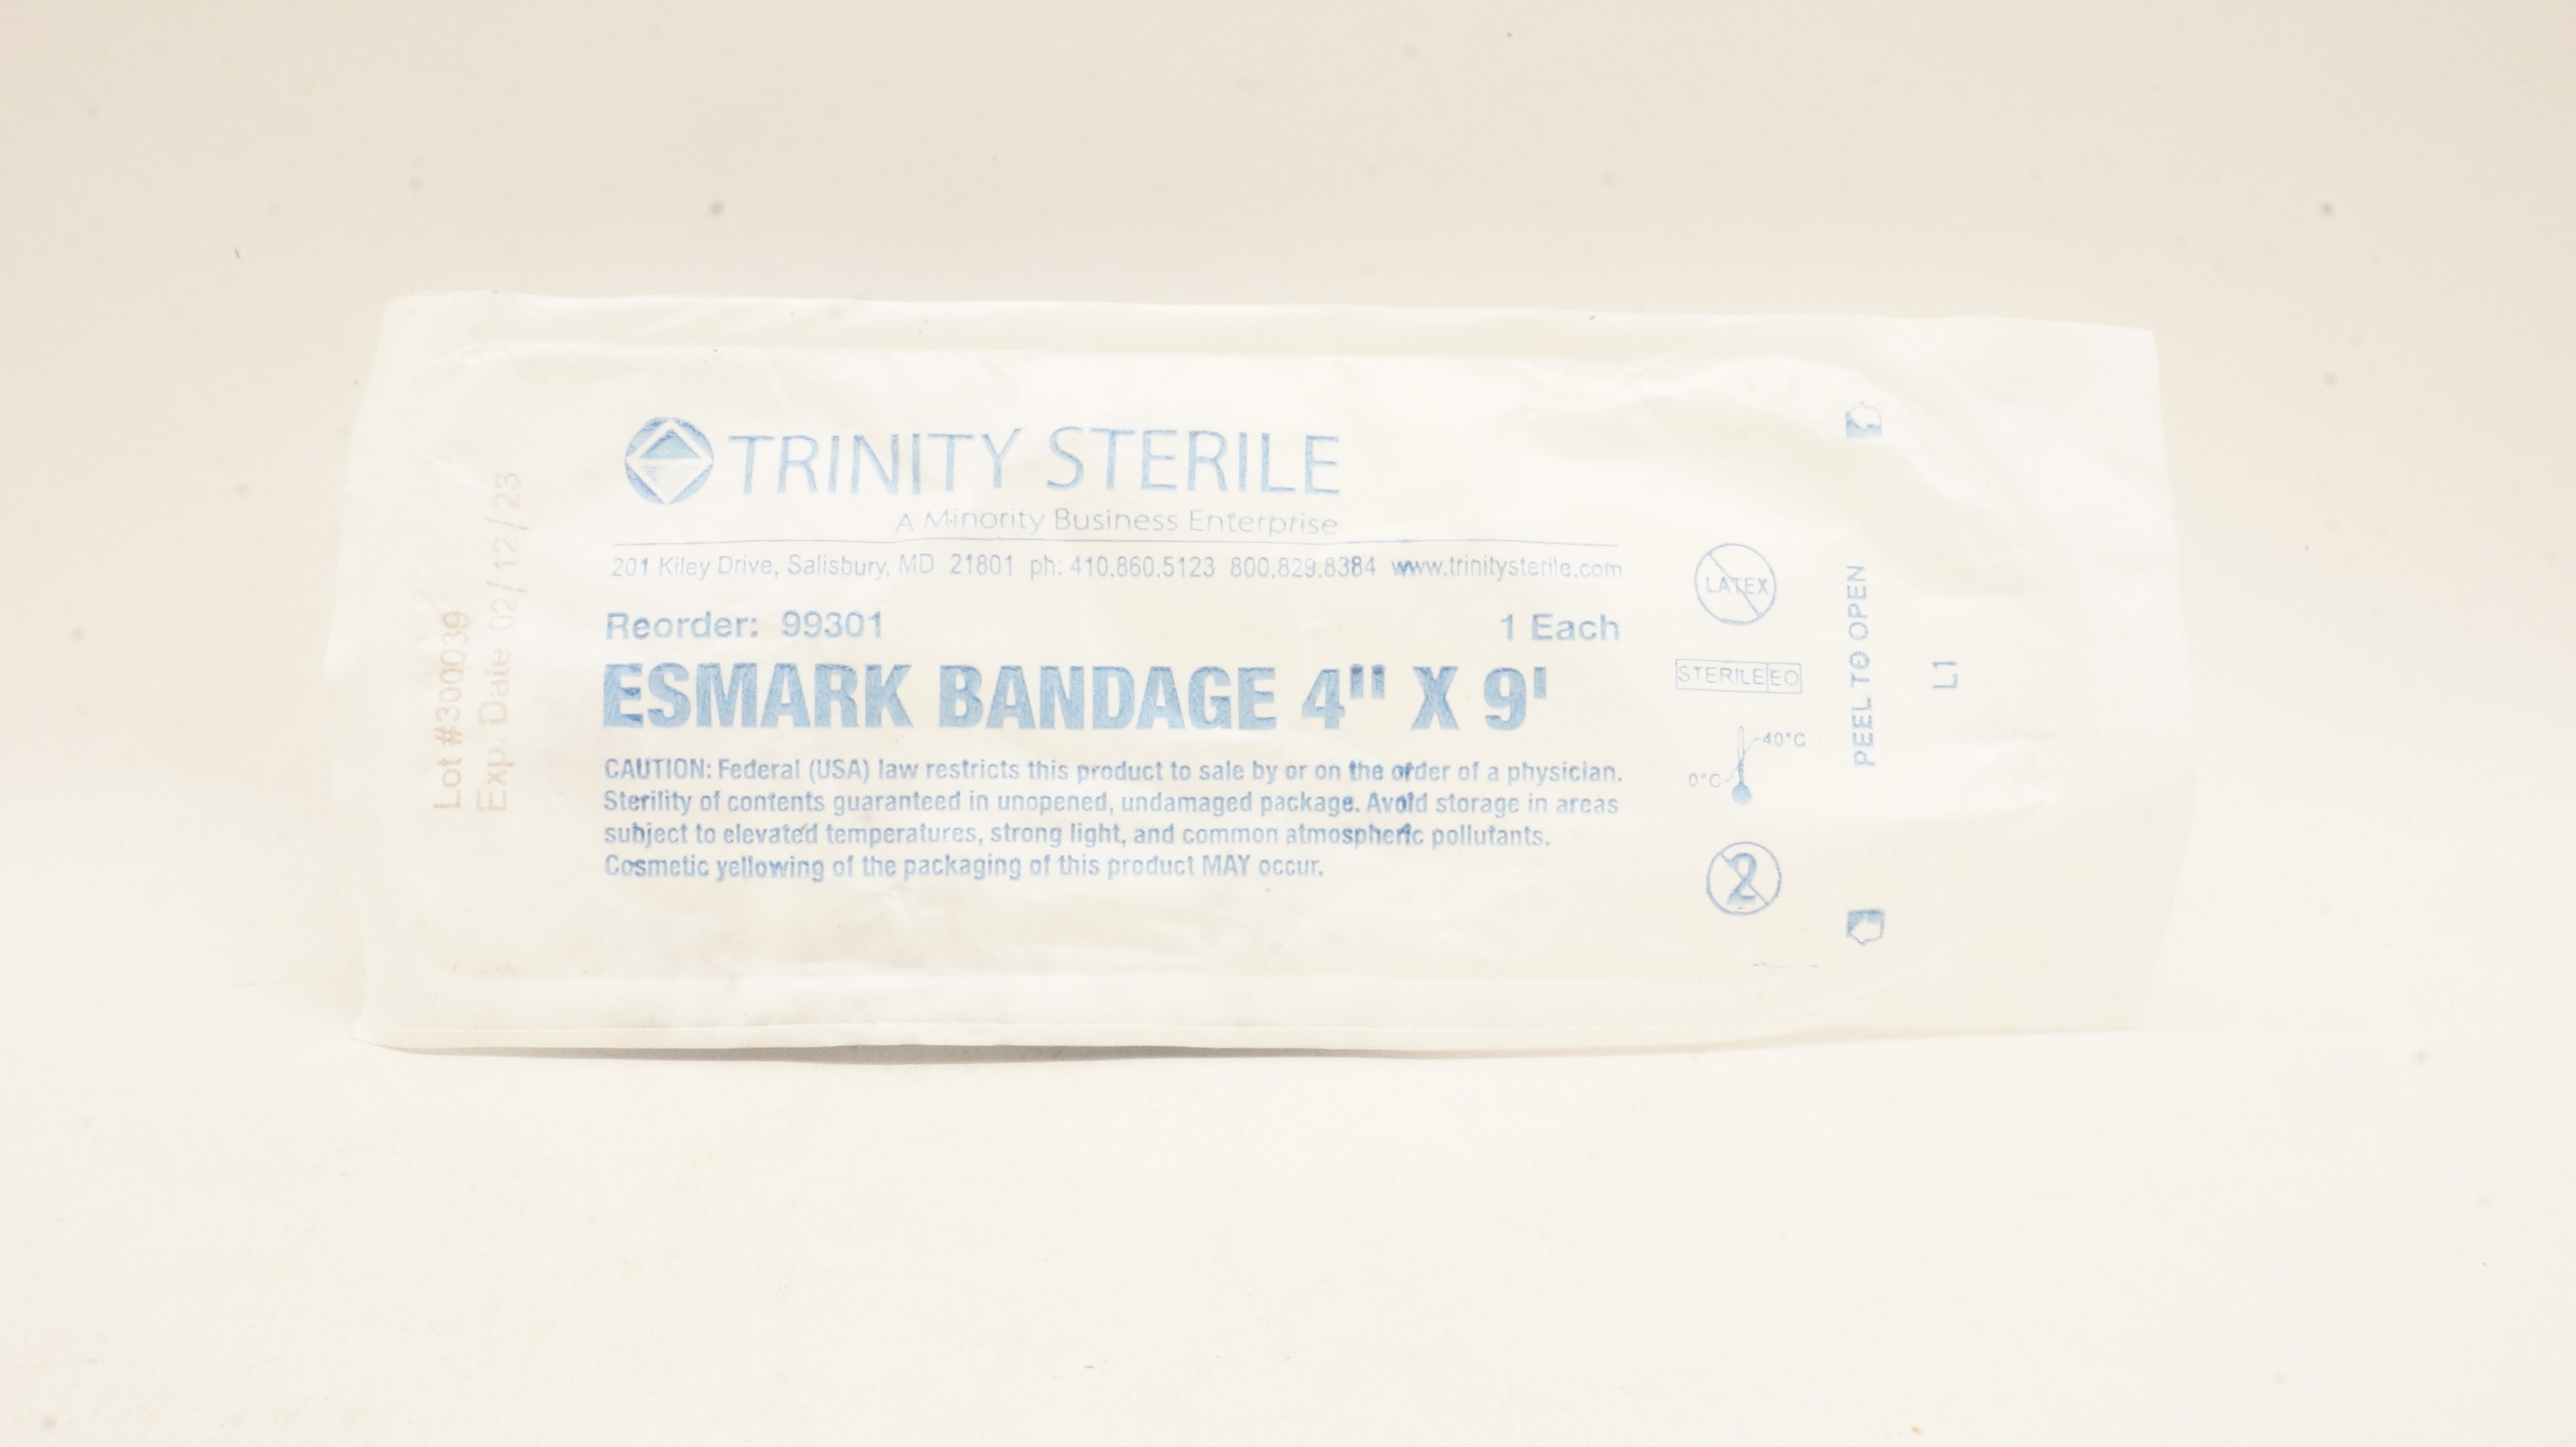 TRINITY STERILE
A Minority Business Enterprise
201 Kiley Drive, Salisbury, MD 21801 ph: 410.860.5123 800.829.8384 www.trinitysterile.com
Reorder: 99301 1 Each
ESMARK BANDAGE 4" X 9'
CAUTION: Federal (USA) law restricts this product to sale by or on the order of a physician.
Sterility of contents guaranteed in unopened, undamaged package. Avoid storage in areas
subject to elevated temperatures, strong light, and common atmospheric pollutants.
Cosmetic yellowing of the packaging of this product MAY occur.
Lot #300039
Exp. Date 02/12/23
LATEX
STERILE EO
40°C
0°C
2
PEEL TO OPEN
L1